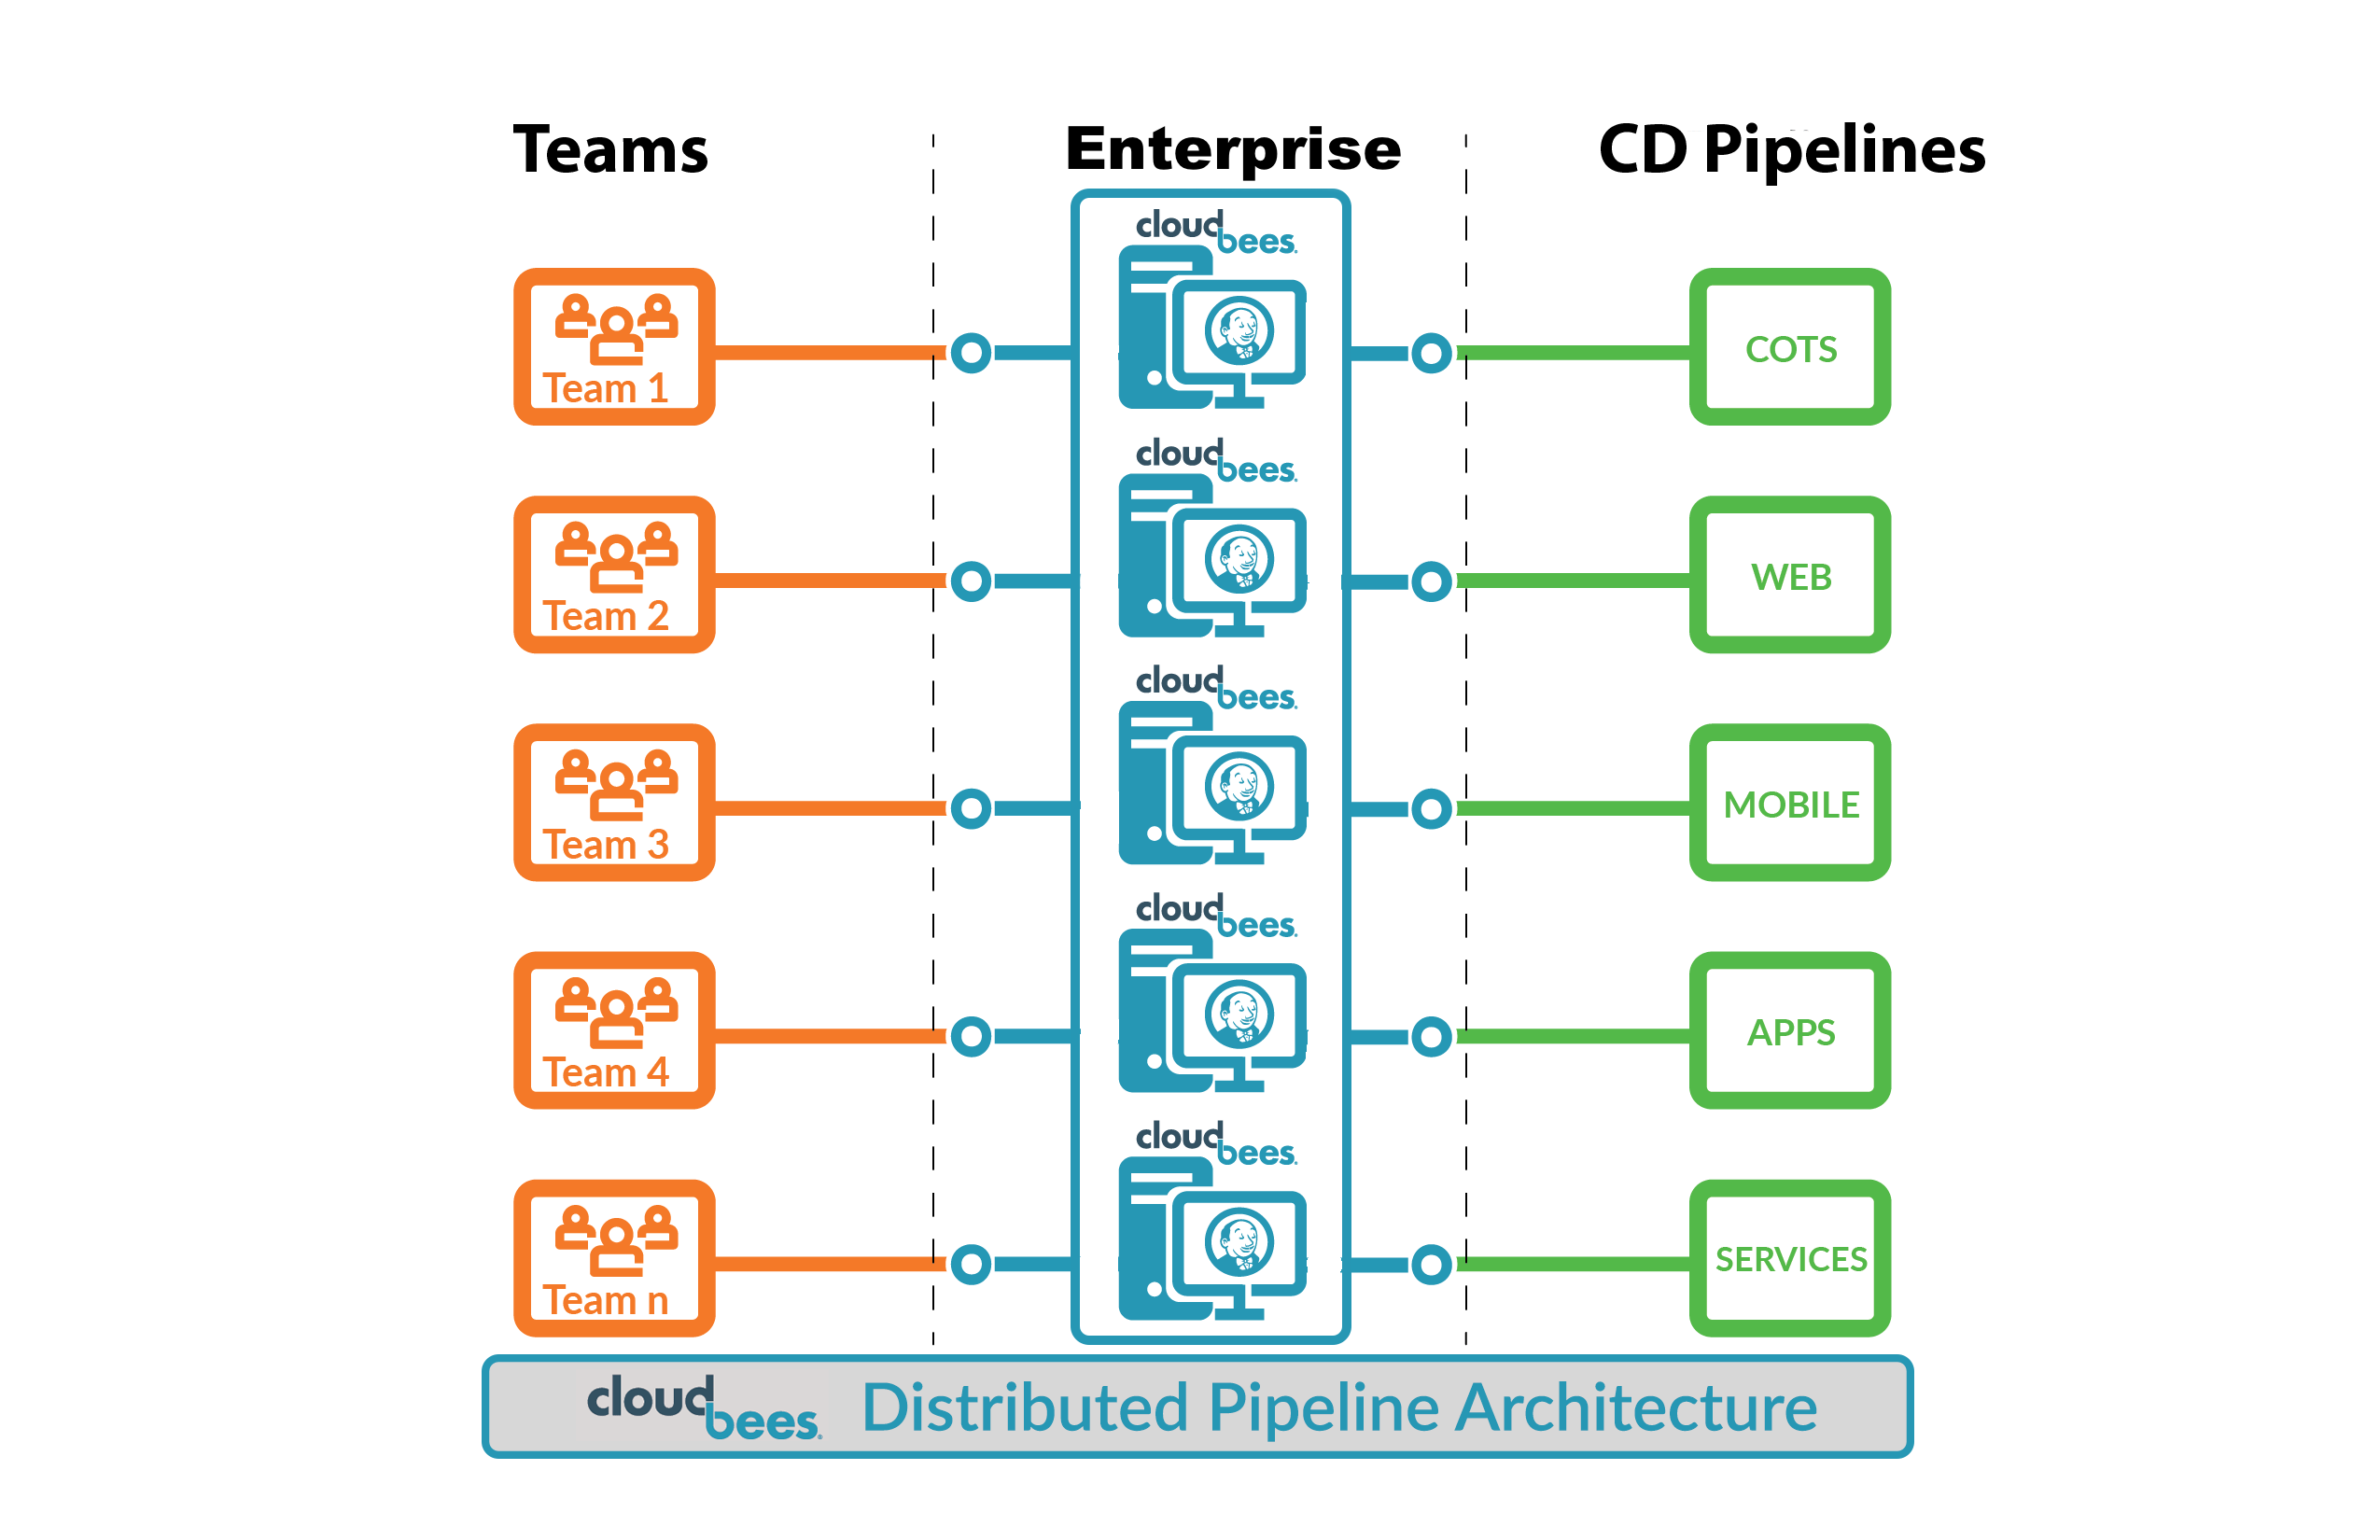 Teams
Enterprise
CD Pipelines
cloudbees
Team 1
COTS
cloudbees
Team 2
WEB
cloudbees
Team 3
MOBILE
cloudbees
Team 4
APPS
cloudbees
Team n
SERVICES
cloudbees Distributed Pipeline Architecture